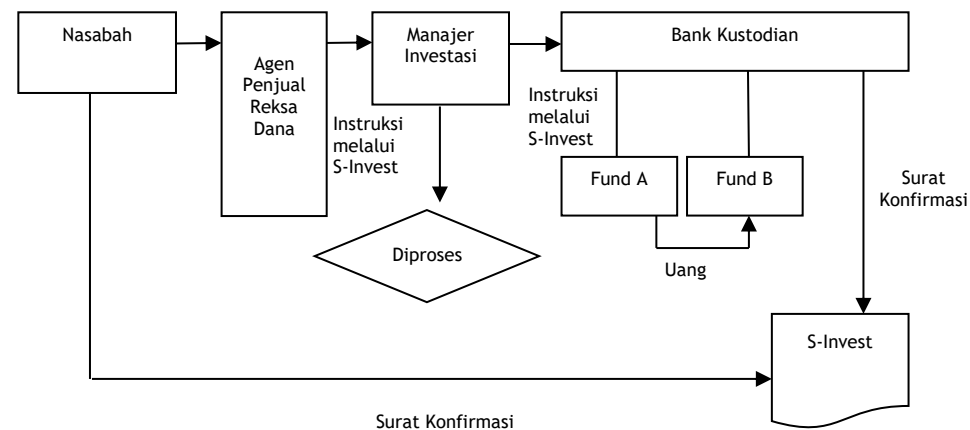 Nasabah
Agen
Penjual
Reksa
Dana
Instruksi
melalui
S-Invest
Manajer
Investasi
Diproses
Bank Kustodian
Instruksi
melalui
S-Invest
Fund A
Fund B
Uang
Surat
Konfirmasi
S-Invest
Surat Konfirmasi